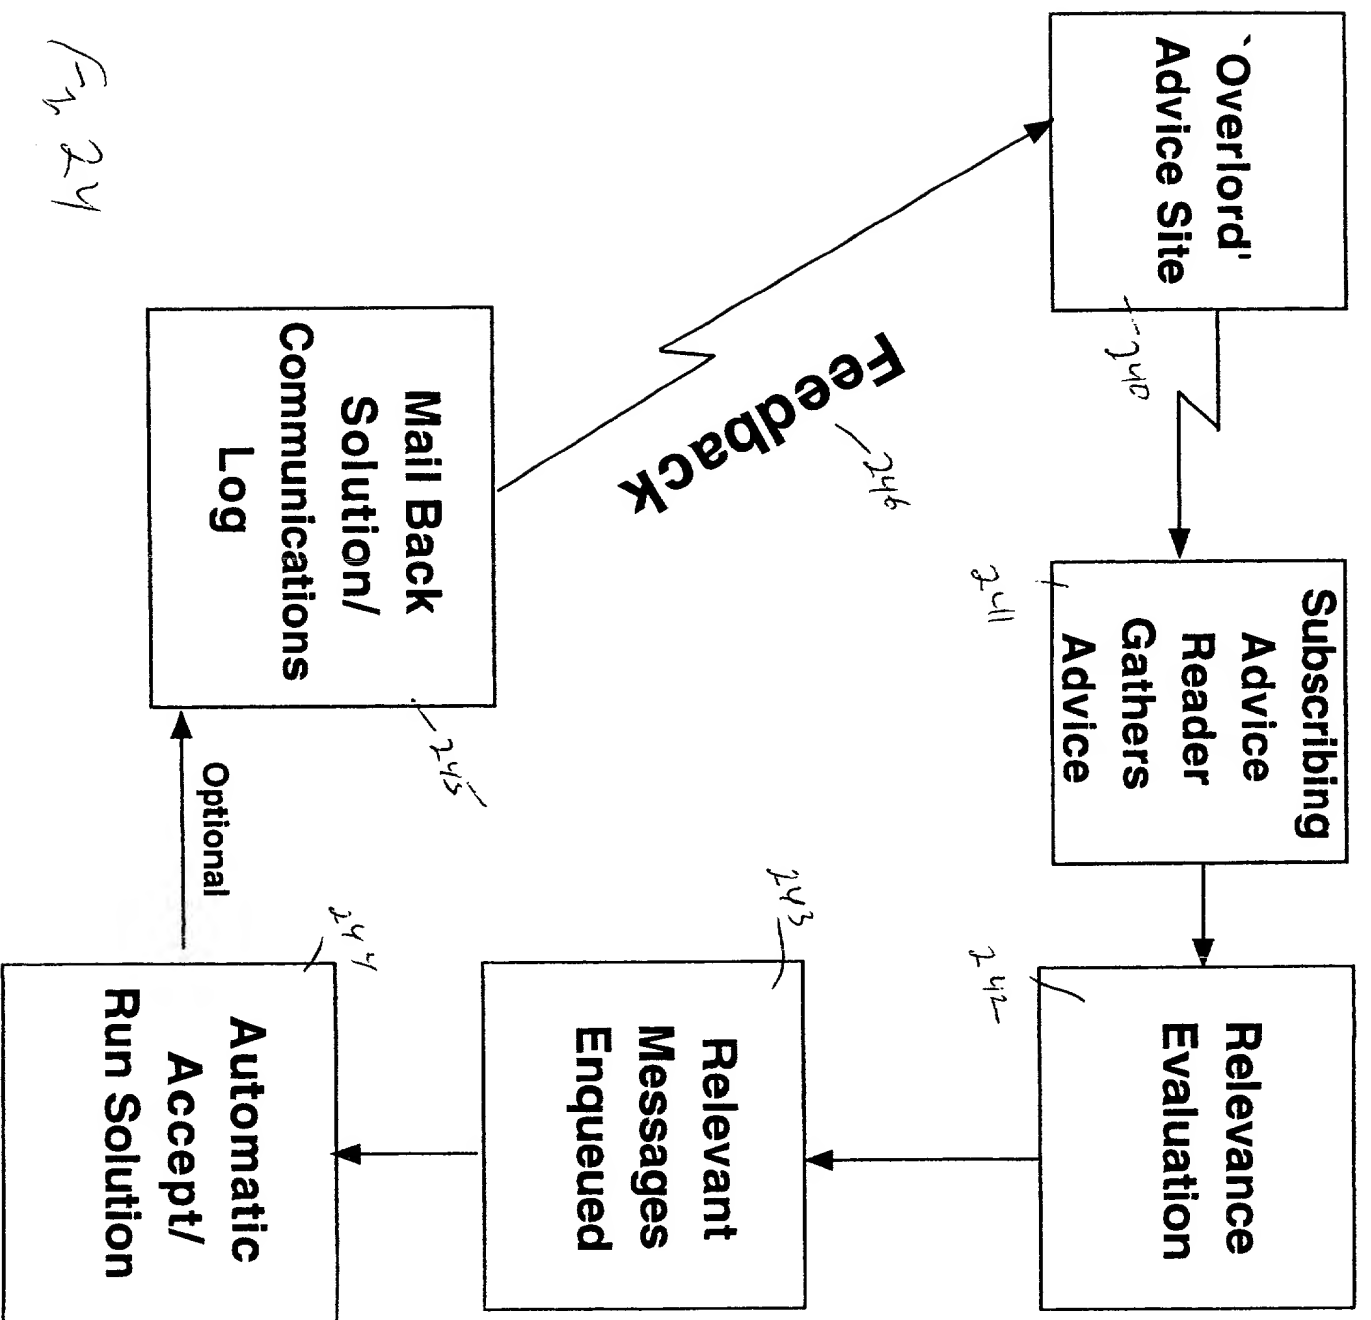 `Overlord'
Advice Site
240
Subscribing
Advice
Reader
Gathers
Advice
241
Relevance
Evaluation
242
Relevant
Messages
Enqueued
243
Automatic
Accept/
Run Solution
244
Optional
Mail Back
Solution/
Communications
Log
245
Feedback
246
Fig 24